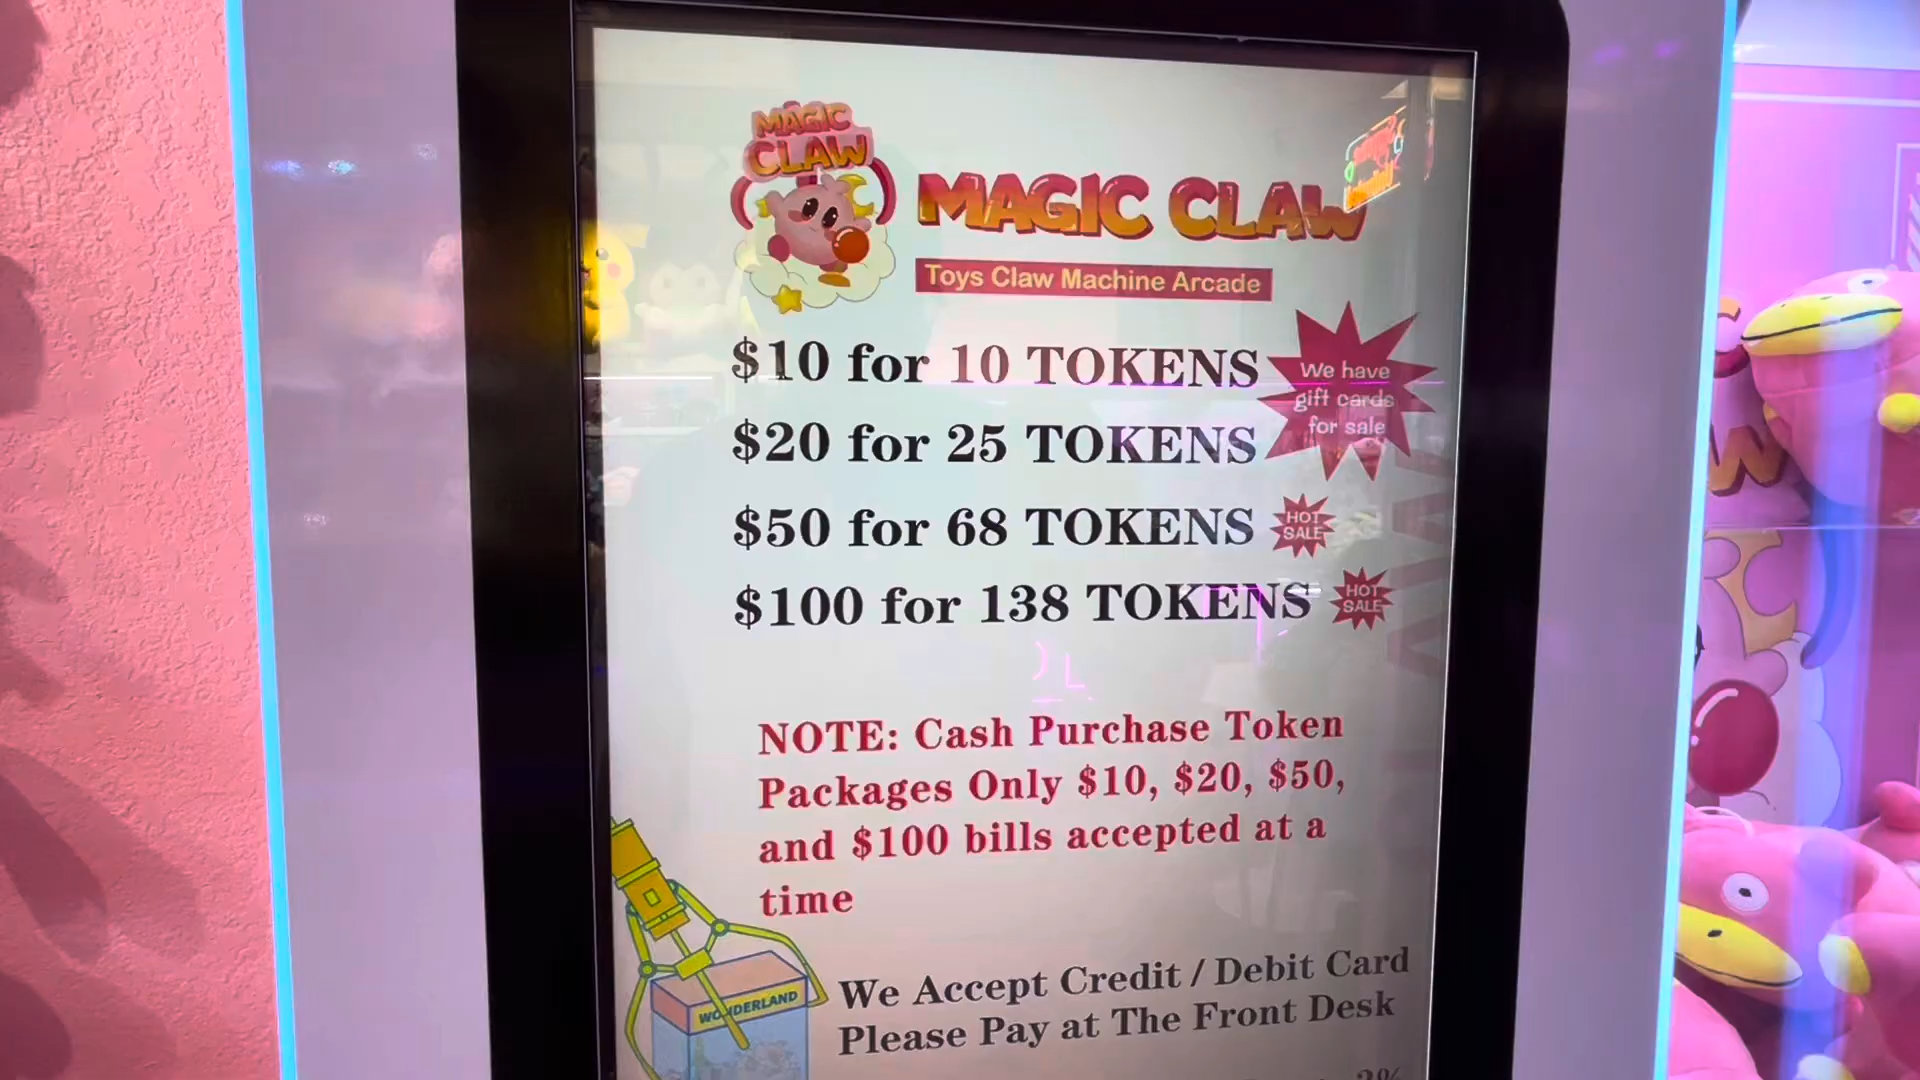 MAGIC
CLAW
MAGIC CLAW
Toys Claw Machine Arcade
$10 for 10 TOKENS
We have
gift cards
for sale
$20 for 25 TOKENS
$50 for 68 TOKENS
HOT
SALE
$100 for 138 TOKENS
HOT
SALE
NOTE: Cash Purchase Token
Packages Only $10, $20, $50,
and $100 bills accepted at a
time
WONDERLAND
We Accept Credit / Debit Card
Please Pay at The Front Desk